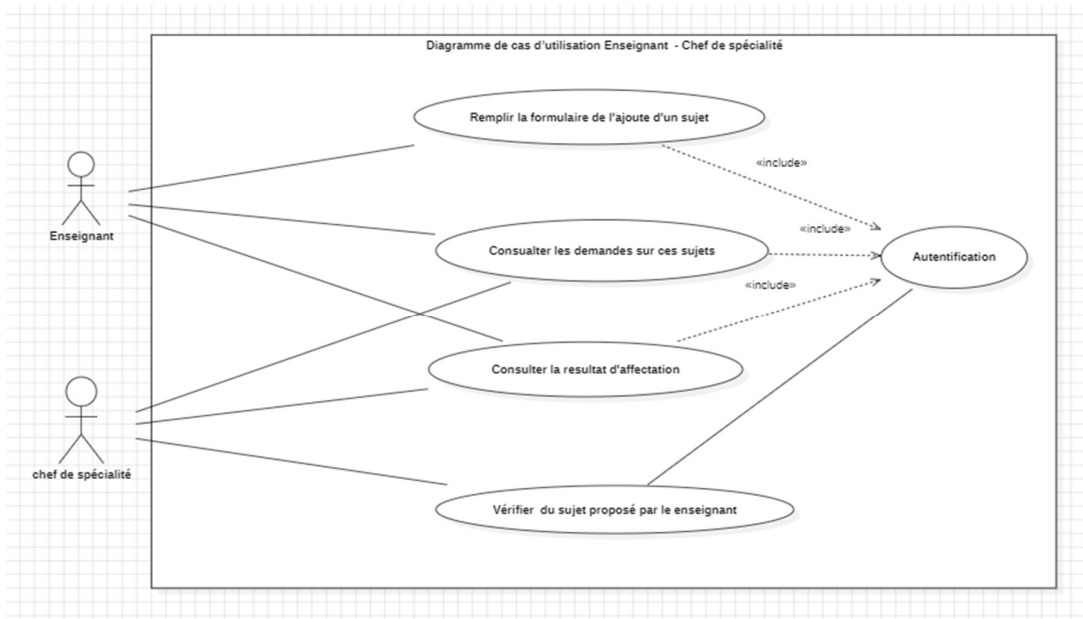 Diagramme de cas d'utilisation Enseignant - Chef de spécialité
Remplir la formulaire de l'ajoute d'un sujet
«include»
Enseignant
«include»
Consualter les demandes sur ces sujets
Autentification
«include»
Consulter la resultat d'affectation
chef de spécialité
Vérifier du sujet proposé par le enseignant